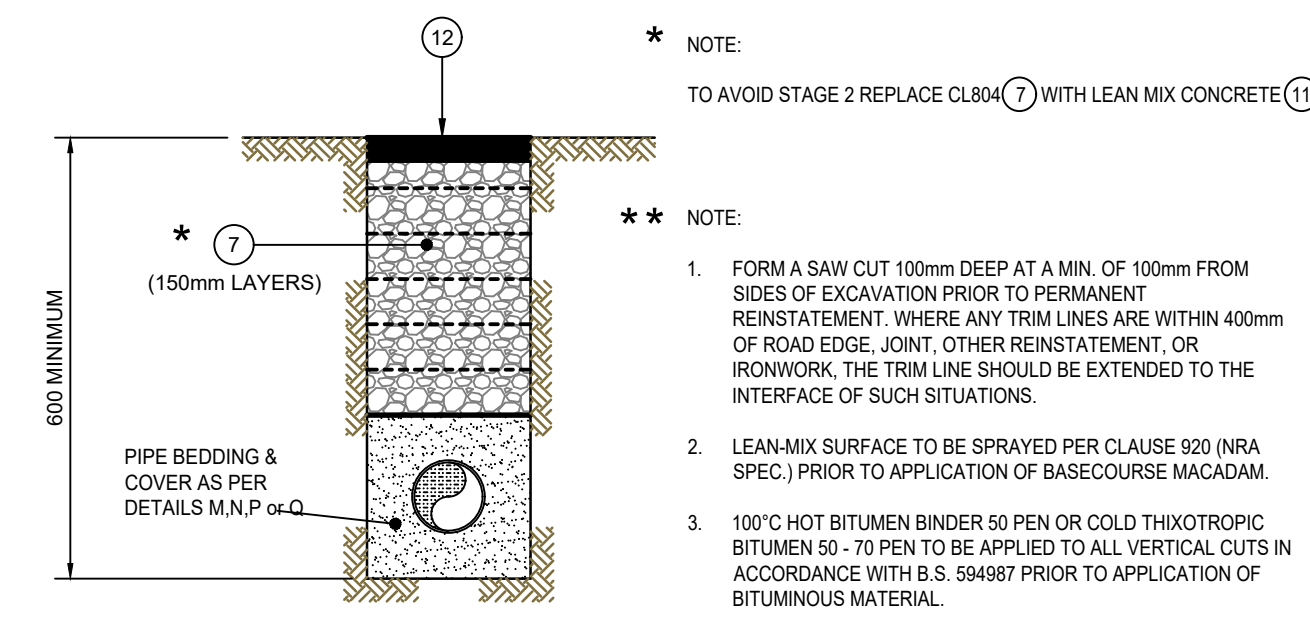 12
*
7
(150mm LAYERS)
600 MINIMUM
PIPE BEDDING &
COVER AS PER
DETAILS M,N,P or Q
* NOTE:
TO AVOID STAGE 2 REPLACE CL804 7 WITH LEAN MIX CONCRETE 11
** NOTE:
1. FORM A SAW CUT 100mm DEEP AT A MIN. OF 100mm FROM
SIDES OF EXCAVATION PRIOR TO PERMANENT
REINSTATEMENT. WHERE ANY TRIM LINES ARE WITHIN 400mm
OF ROAD EDGE, JOINT, OTHER REINSTATEMENT, OR
IRONWORK, THE TRIM LINE SHOULD BE EXTENDED TO THE
INTERFACE OF SUCH SITUATIONS.
2. LEAN-MIX SURFACE TO BE SPRAYED PER CLAUSE 920 (NRA
SPEC.) PRIOR TO APPLICATION OF BASECOURSE MACADAM.
3. 100°C HOT BITUMEN BINDER 50 PEN OR COLD THIXOTROPIC
BITUMEN 50 - 70 PEN TO BE APPLIED TO ALL VERTICAL CUTS IN
ACCORDANCE WITH B.S. 594987 PRIOR TO APPLICATION OF
BITUMINOUS MATERIAL.